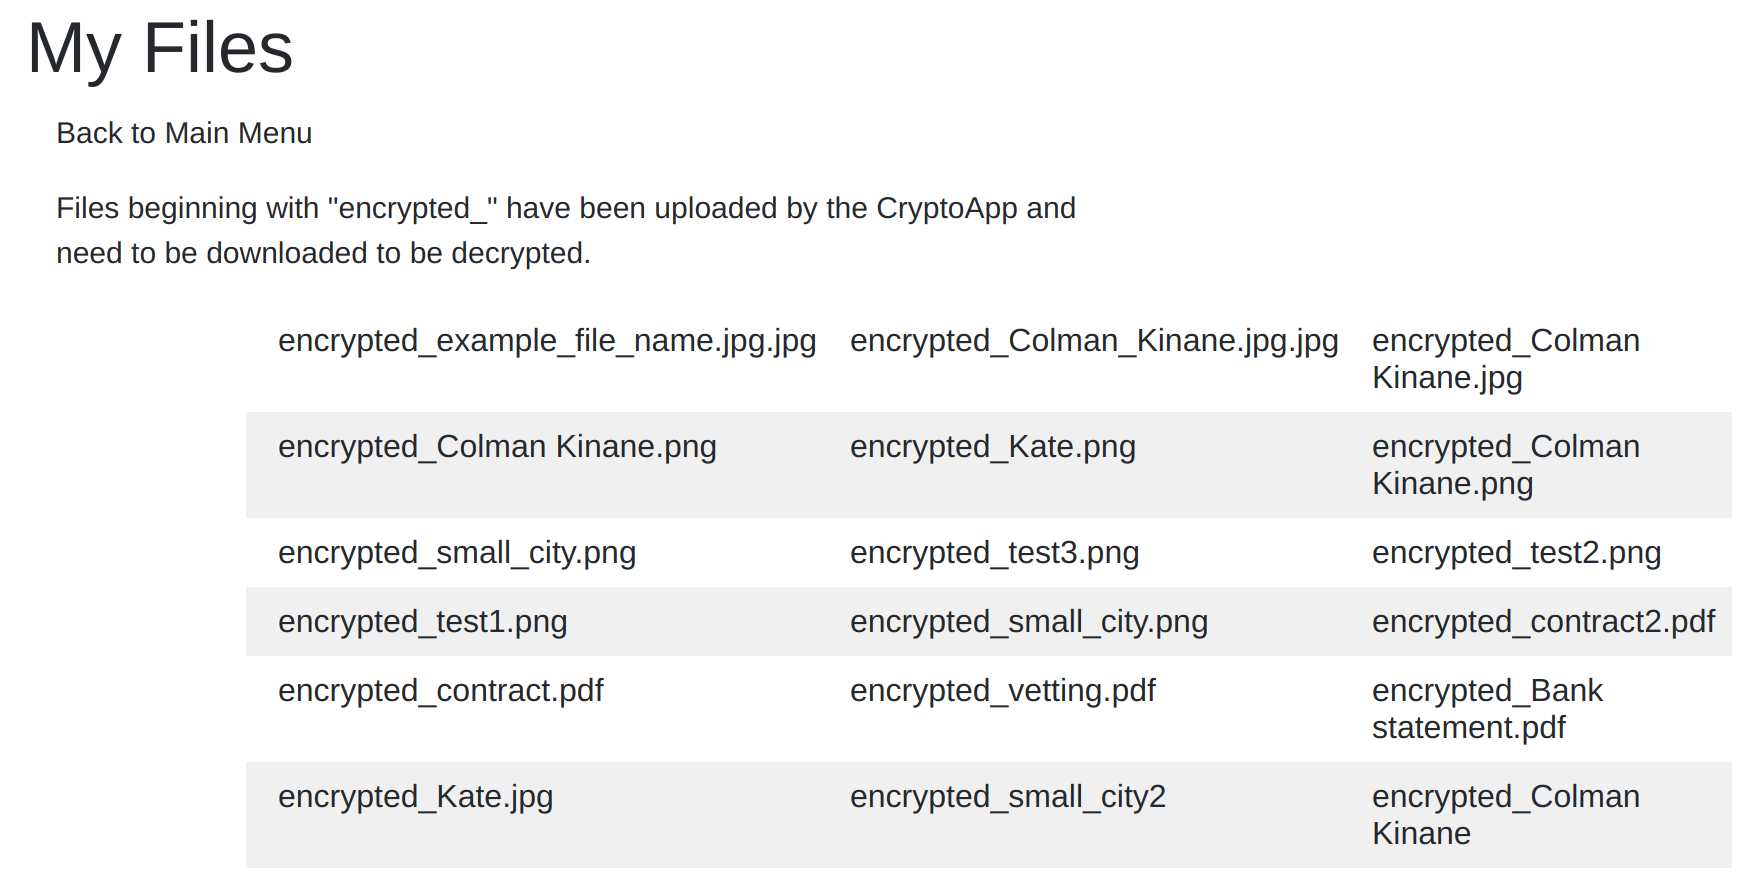 My Files
Back to Main Menu
Files beginning with "encrypted_" have been uploaded by the CryptoApp and
need to be downloaded to be decrypted.
encrypted_example_file_name.jpg.jpg encrypted_Colman_Kinane.jpg.jpg encrypted_Colman
Kinane.jpg
encrypted_Colman Kinane.png encrypted_Kate.png encrypted_Colman
Kinane.png
encrypted_small_city.png encrypted_test3.png encrypted_test2.png
encrypted_test1.png encrypted_small_city.png encrypted_contract2.pdf
encrypted_contract.pdf encrypted_vetting.pdf encrypted_Bank
statement.pdf
encrypted_Kate.jpg encrypted_small_city2 encrypted_Colman
Kinane